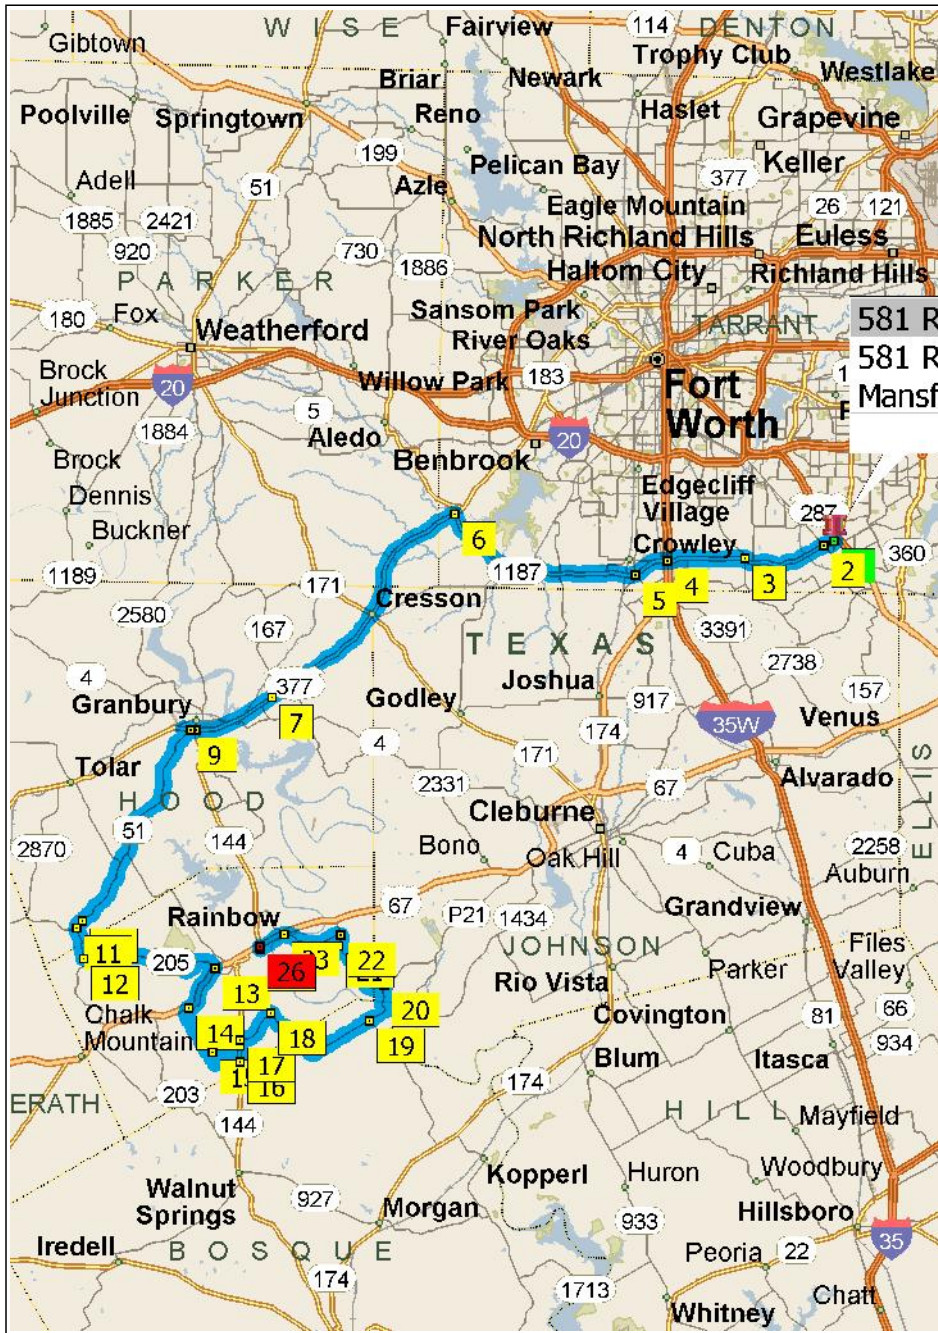 WISE
Fairview
114
DENTON
Gibtown
Trophy Club
Briar
Newark
Westlake
Poolville
Springtown
Reno
Haslet
Grapevine
199
Pelican Bay
Keller
Adell
51
Azle
377
1885
2421
Eagle Mountain
26
121
920
730
1886
North Richland Hills
Euless
PARKER
Haltom City
Richland Hills
180
Fox
Sansom Park
TARRANT
581 R
Weatherford
River Oaks
581 R
Brock
Junction
20
Willow Park
183
Fort
Worth
Mansf
5
1884
Aledo
20
Benbrook
Brock
Edgecliff
Village
Dennis
287
Buckner
6
Crowley
360
1189
1187
5
4
3
2
171
2580
Cresson
167
TEXAS
3391
4
377
2738
Granbury
7
Godley
Joshua
917
157
9
174
35W
Venus
Tolar
4
171
HOOD
2331
67
Alvarado
51
Cleburne
ELLIS
2870
144
Bono
Oak Hill
4
Cuba
2258
Auburn
67
P21
1434
Grandview
Rainbow
JOHNSON
Files
Valley
11
205
26
23
22
21
Parker
12
13
Rio Vista
66
Chalk
Mountain
14
18
20
Covington
81
934
19
15
17
16
Blum
Itasca
ERATH
203
174
144
HILL
Mayfield
Kopperl
Huron
Woodbury
Walnut
Springs
927
Morgan
933
Hillsboro
Iredell
BOSQUE
Peoria
22
35
174
1713
Whitney
Chatt